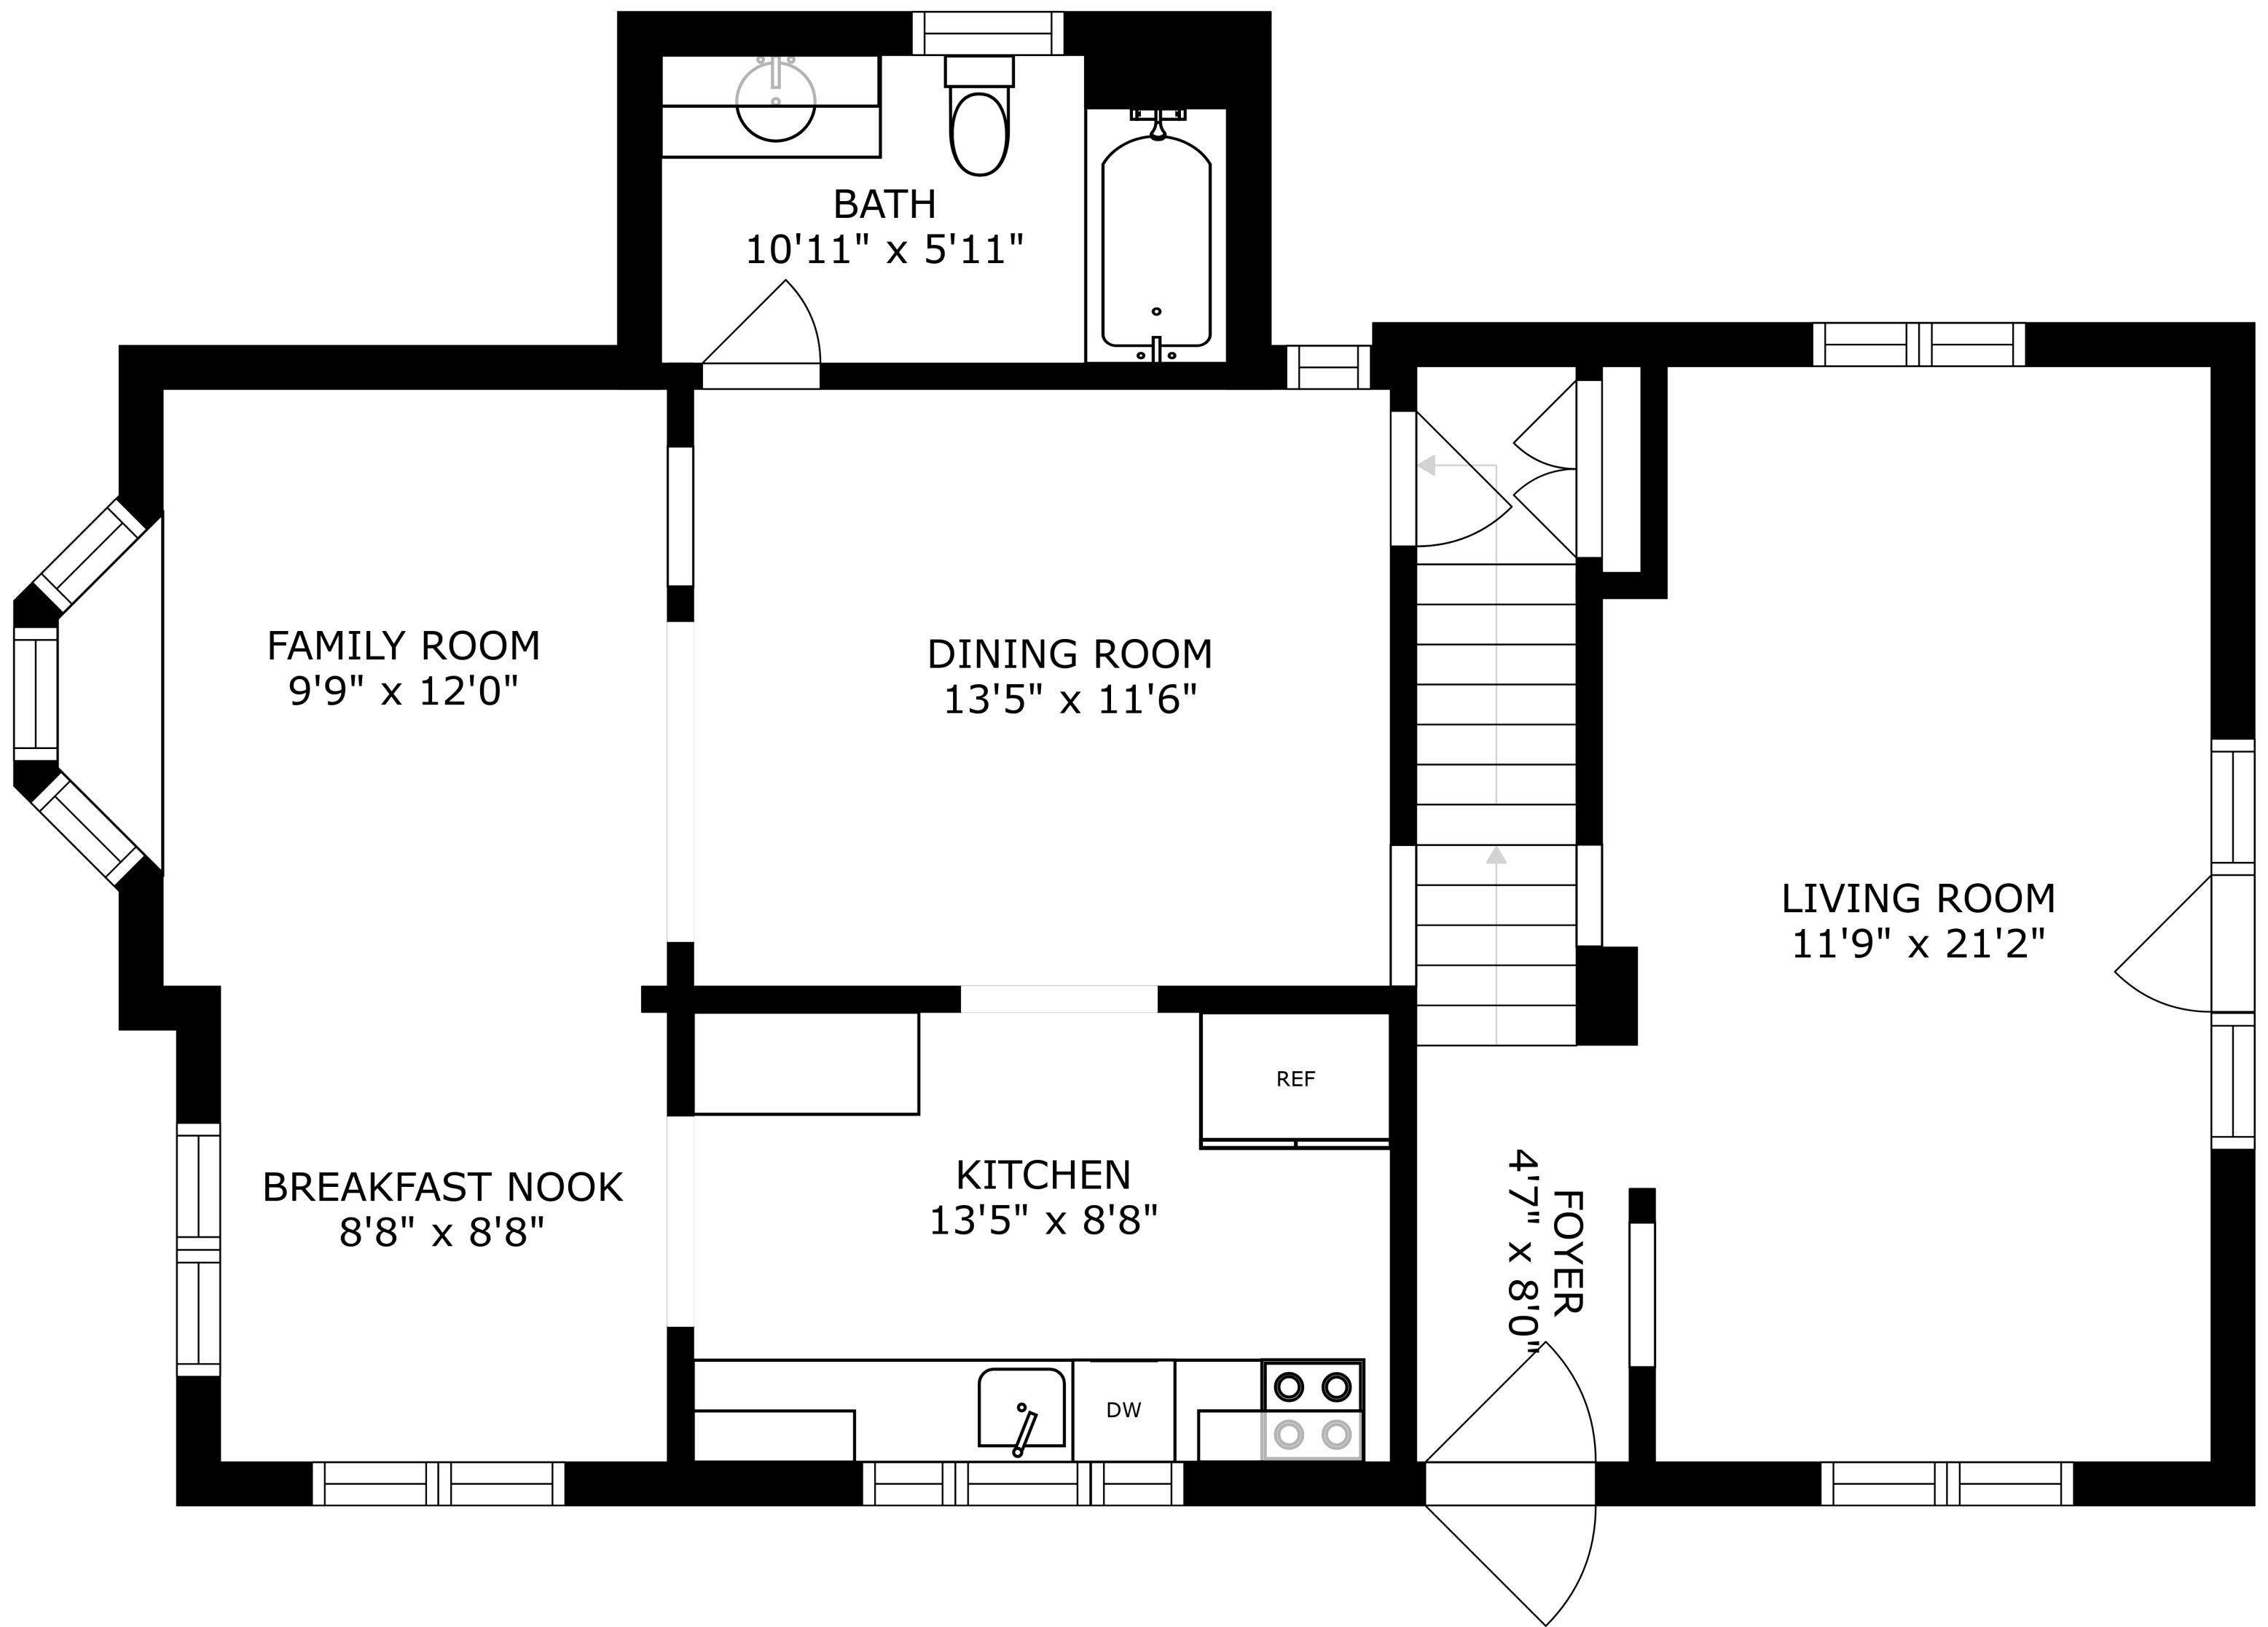 BATH
10'11" x 5'11"
FAMILY ROOM
9'9" x 12'0"
DINING ROOM
13'5" x 11'6"
LIVING ROOM
11'9" x 21'2"
REF
BREAKFAST NOOK
8'8" x 8'8"
KITCHEN
13'5" x 8'8"
FOYER
4'7" x 8'0"
DW